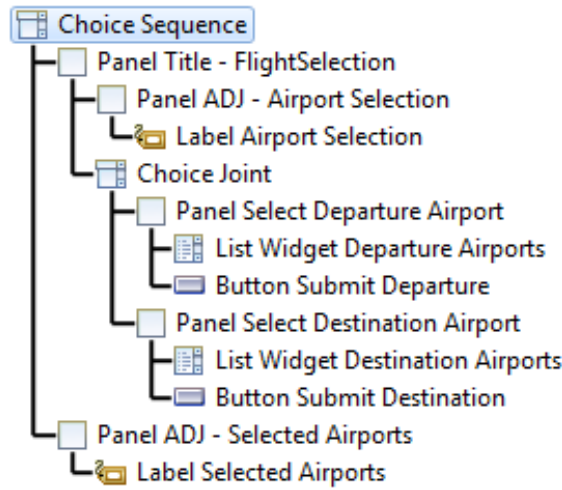 Choice Sequence
Panel Title - FlightSelection
Panel ADJ - Airport Selection
Label Airport Selection
Choice Joint
Panel Select Departure Airport
List Widget Departure Airports
Button Submit Departure
Panel Select Destination Airport
List Widget Destination Airports
Button Submit Destination
Panel ADJ - Selected Airports
Label Selected Airports